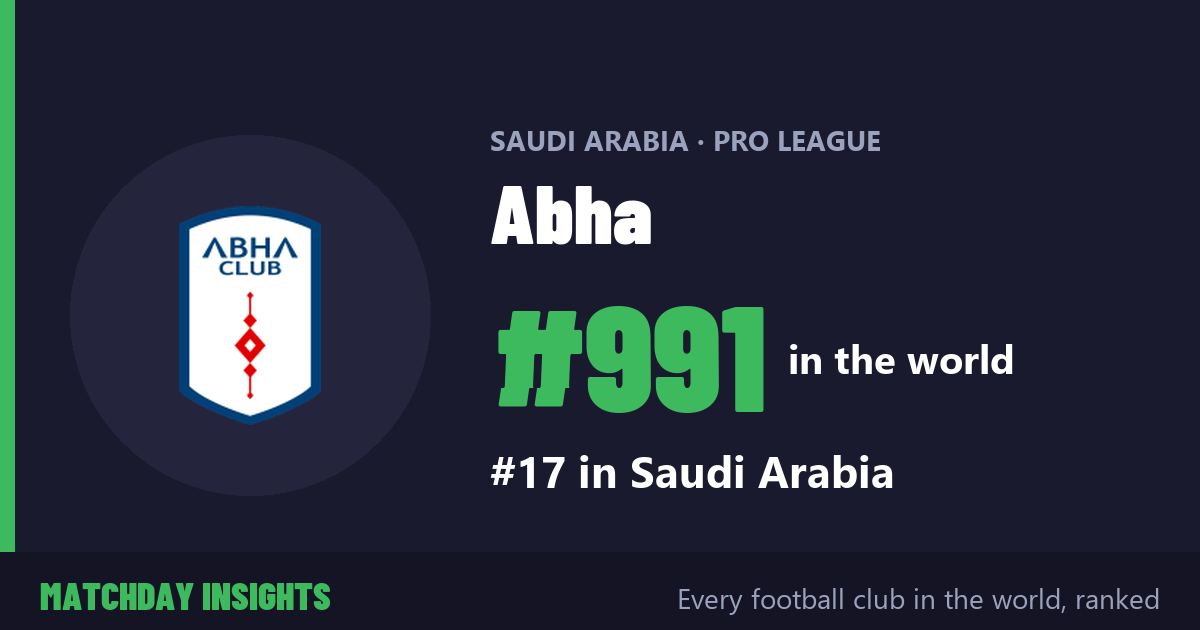 SAUDI ARABIA · PRO LEAGUE
Abha
ABHA
CLUB
#991 in the world
#17 in Saudi Arabia
MATCHDAY INSIGHTS
Every football club in the world, ranked